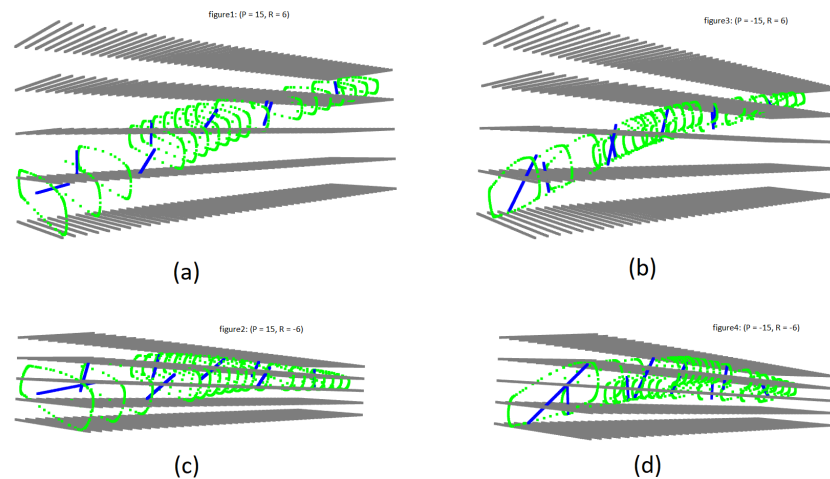 figure1: (P = 15, R = 6)
figure3: (P = -15, R = 6)
(a)
(b)
figure2: (P = 15, R = -6)
figure4: (P = -15, R = -6)
(c)
(d)